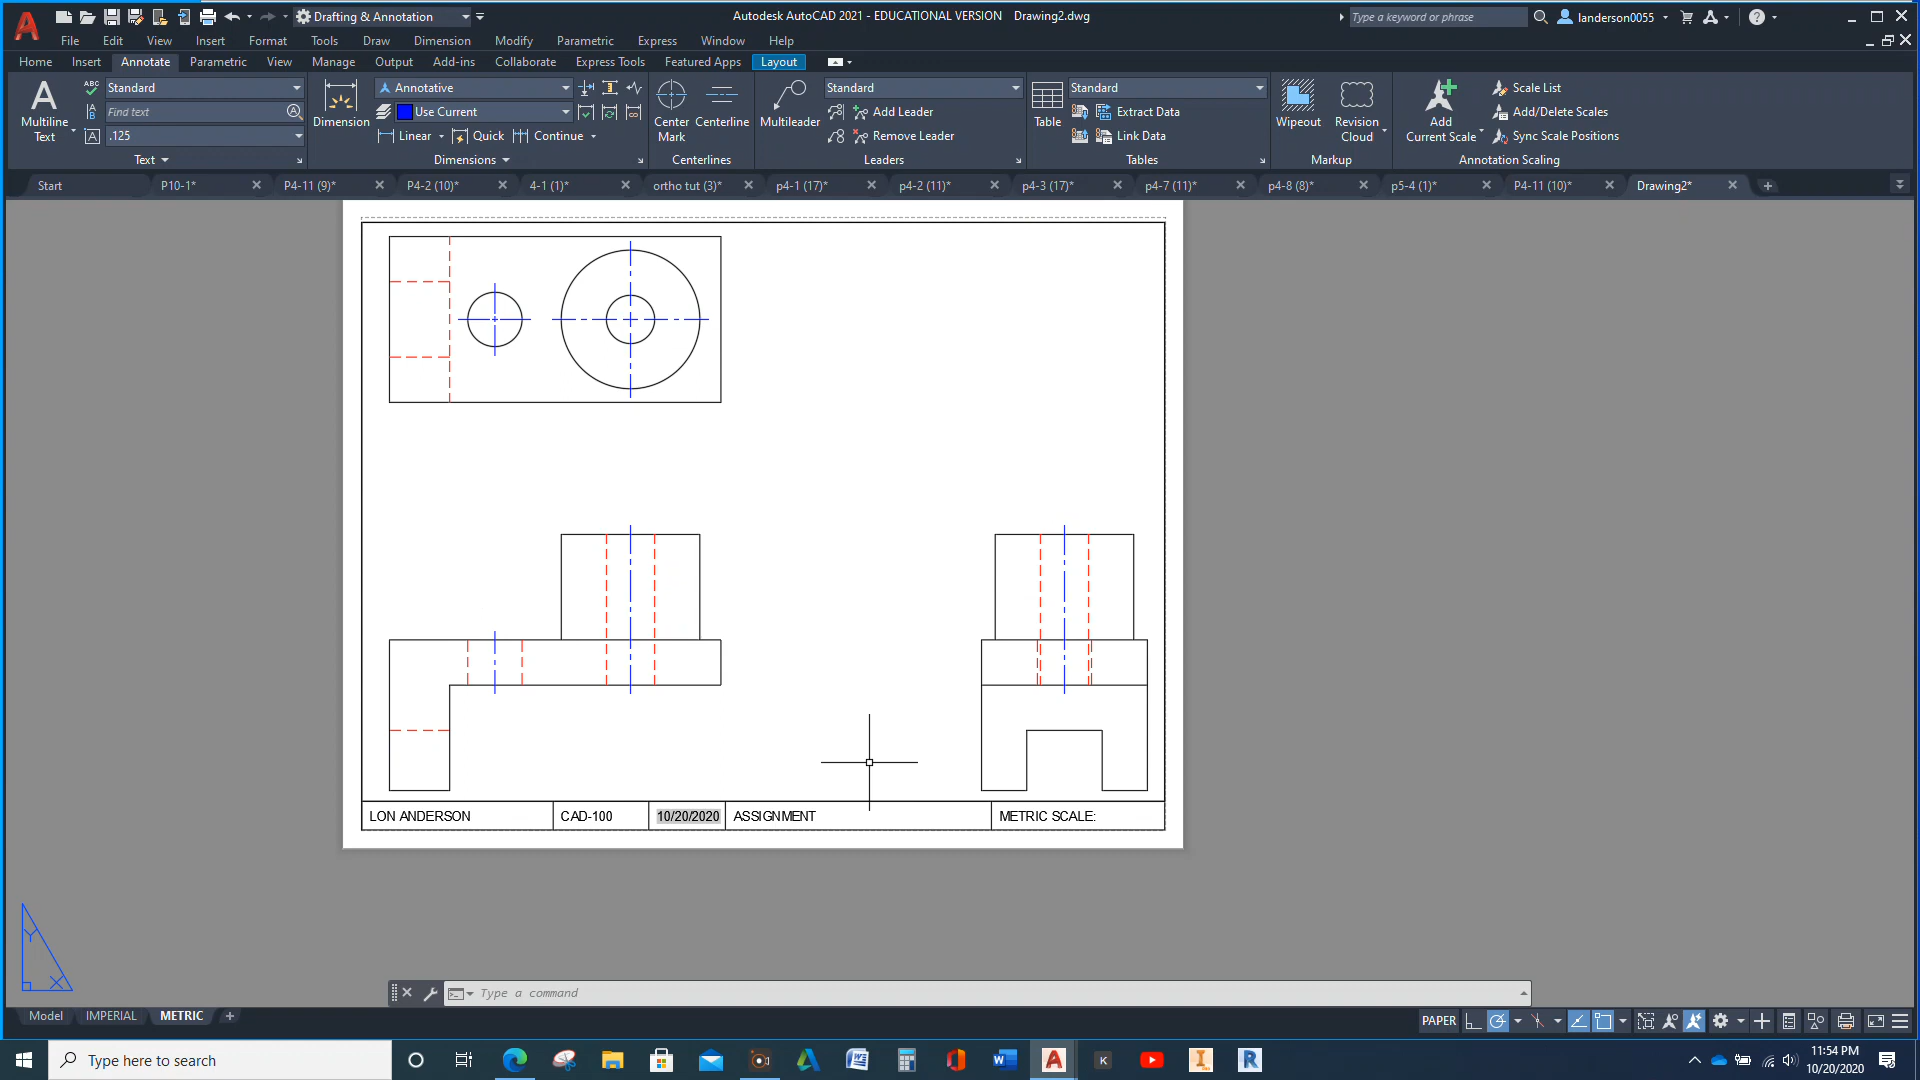 Drafting & Annotation
Autodesk AutoCAD 2021 - EDUCATIONAL VERSION Drawing2.dwg
Type a keyword or phrase
landerson0055
File Edit View Insert Format Tools Draw Dimension Modify Parametric Express Window Help
Home Insert Annotate Parametric View Manage Output Add-ins Collaborate Express Tools Featured Apps Layout
Multiline Text
Standard
Find text
.125
Text
Dimension
Annotative
Use Current
Linear Quick Continue
Dimensions
Center Mark
Centerline
Centerlines
Multileader
Standard
Add Leader
Remove Leader
Leaders
Table
Standard
Extract Data
Link Data
Tables
Wipeout
Revision Cloud
Markup
Add Current Scale
Scale List
Add/Delete Scales
Sync Scale Positions
Annotation Scaling
Start P10-1* P4-11 (9)* P4-2 (10)* 4-1 (1)* ortho tut (3)* p4-1 (17)* p4-2 (11)* p4-3 (17)* p4-7 (11)* p4-8 (8)* p5-4 (1)* P4-11 (10)* Drawing2*
LON ANDERSON CAD-100 10/20/2020 ASSIGNMENT METRIC SCALE:
Y
X
Type a command
Model IMPERIAL METRIC
PAPER
Type here to search
11:54 PM
10/20/2020